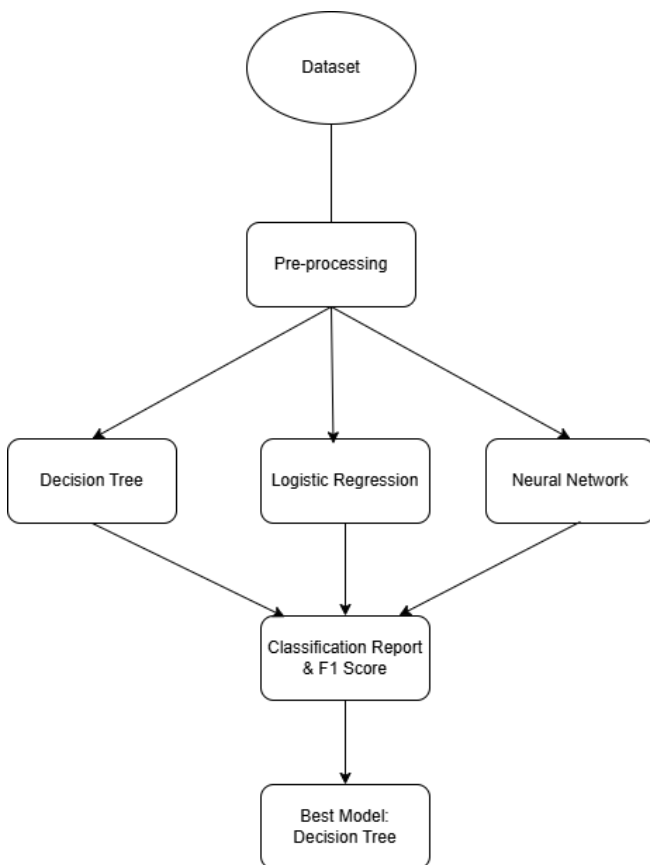 Dataset
Pre-processing
Decision Tree
Logistic Regression
Neural Network
Classification Report
& F1 Score
Best Model:
Decision Tree